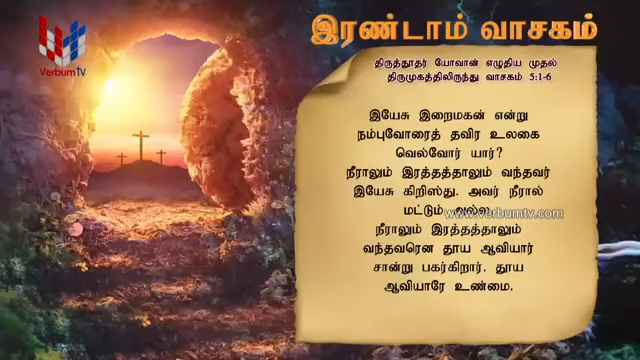 இரண்டாம் வாசகம்
திருத்தூதர் யோவான் எழுதிய முதல்
திருமுகத்திலிருந்து வாசகம் 5:1-6
இயேசு இறைமகன் என்று
நம்புவோரைத் தவிர உலகை
வெல்வோர் யார்?
நீராலும் இரத்தத்தாலும் வந்தவர்
இயேசு கிறிஸ்து. அவர் நீரால்
மட்டும் அல்ல
www.verbumtv.com
நீராலும் இரத்தத்தாலும்
வந்தவரென தூய ஆவியார்
சான்று பகர்கிறார். தூய
ஆவியாரே உண்மை.
VerbumTV